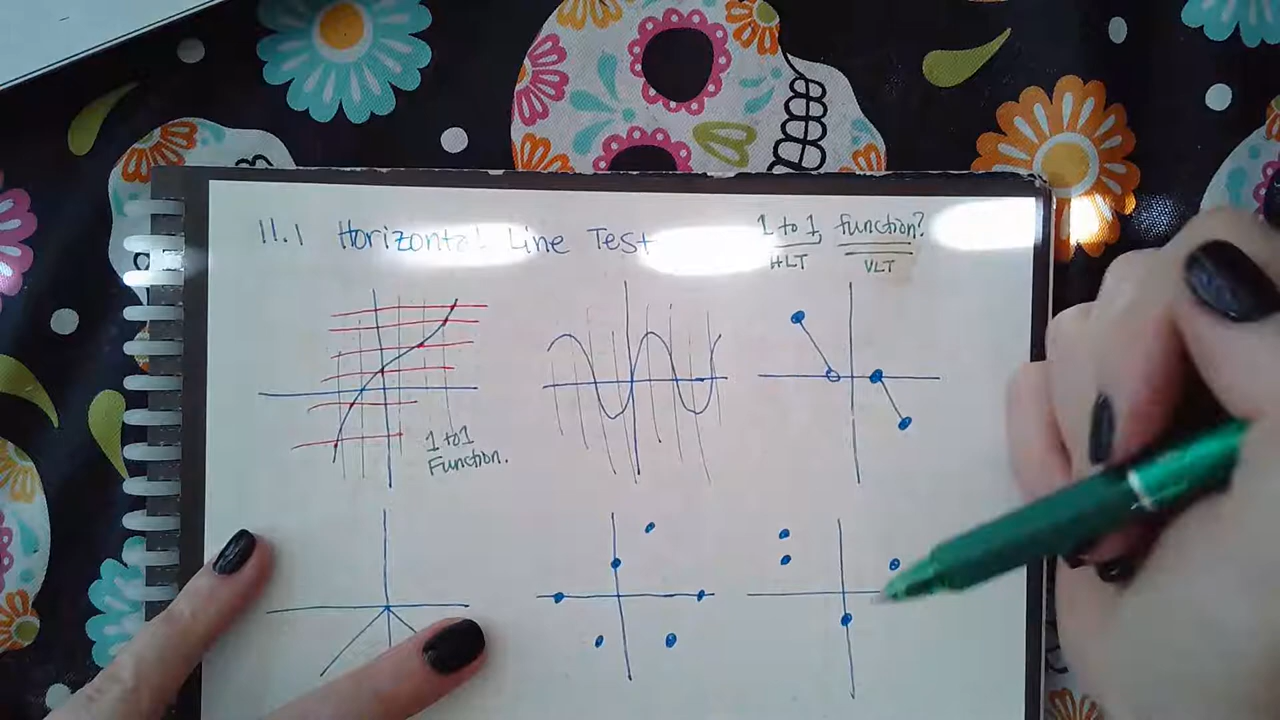 11.1 Horizontal Line Test
1 to 1 function?
HLT VLT
1 to 1
Function.